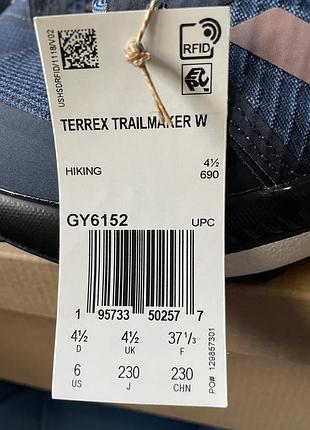 USHSDRFID/1118/V02
RFID
EPC
TERREX TRAILMAKER W
HIKING
4½
690
GY6152
UPC
1 95733 50257 7
4½ 4½ 37⅓
D UK F
6 230 230
US J CHN
PO# 129857301